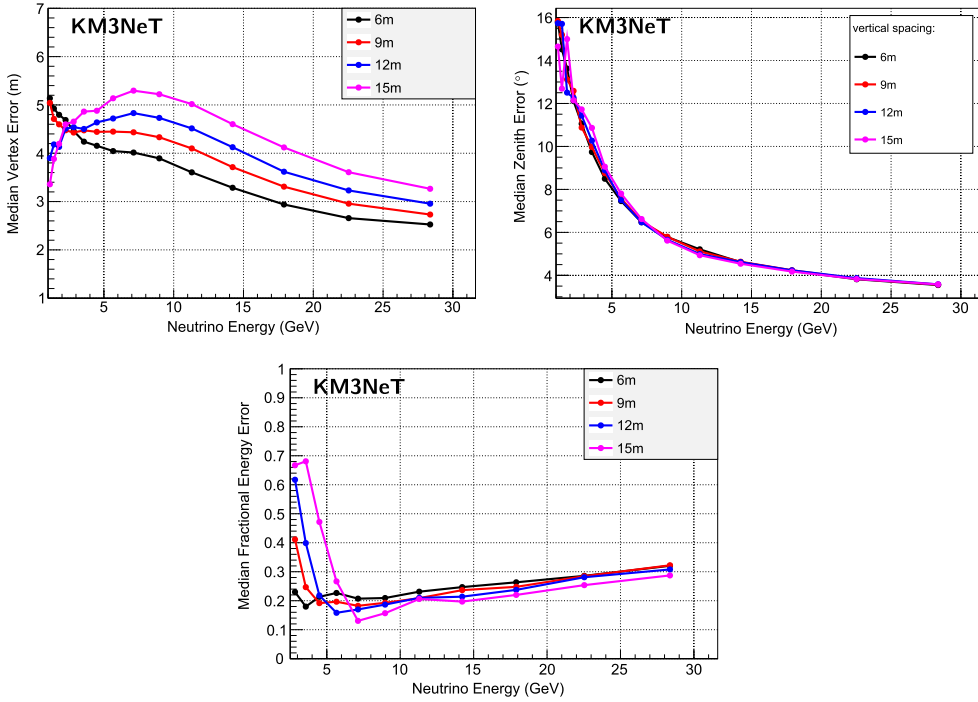 KM3NeT
6m
9m
12m
15m
Median Vertex Error (m)
7
6
5
4
3
2
1
5 10 15 20 25 30
Neutrino Energy (GeV)
KM3NeT
vertical spacing:
6m
9m
12m
15m
Median Zenith Error (°)
16
14
12
10
8
6
4
5 10 15 20 25 30
Neutrino Energy (GeV)
KM3NeT
6m
9m
12m
15m
Median Fractional Energy Error
1
0.9
0.8
0.7
0.6
0.5
0.4
0.3
0.2
0.1
0
5 10 15 20 25 30
Neutrino Energy (GeV)